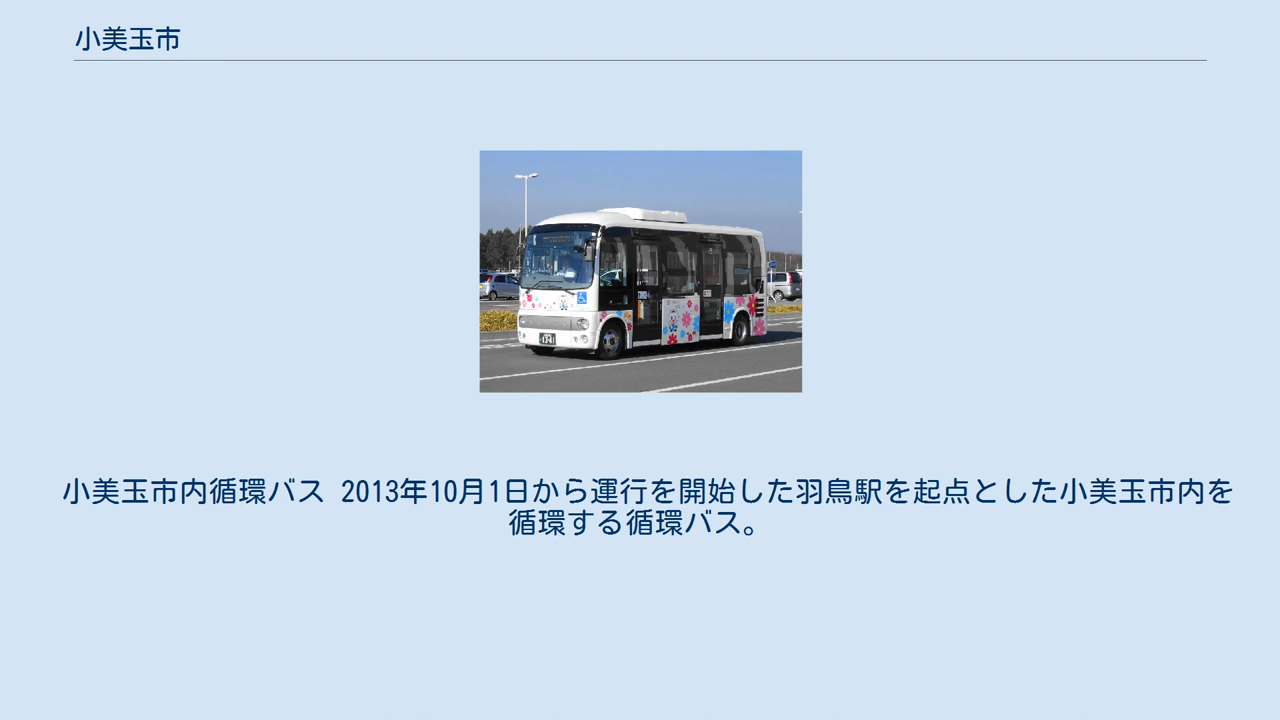 小美玉市
小美玉市内循環バス 2013年10月1日から運行を開始した羽鳥駅を起点とした小美玉市内を
循環する循環バス。